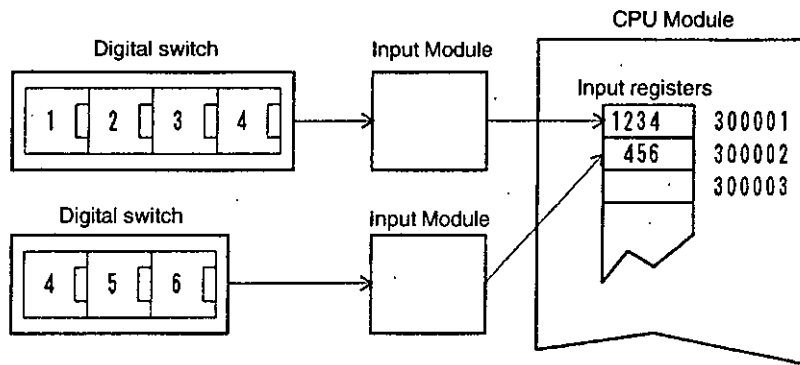 CPU Module
Digital switch
Input Module
Input registers
1 2 3 4
1234 300001
456 300002
300003
Digital switch
Input Module
4 5 6